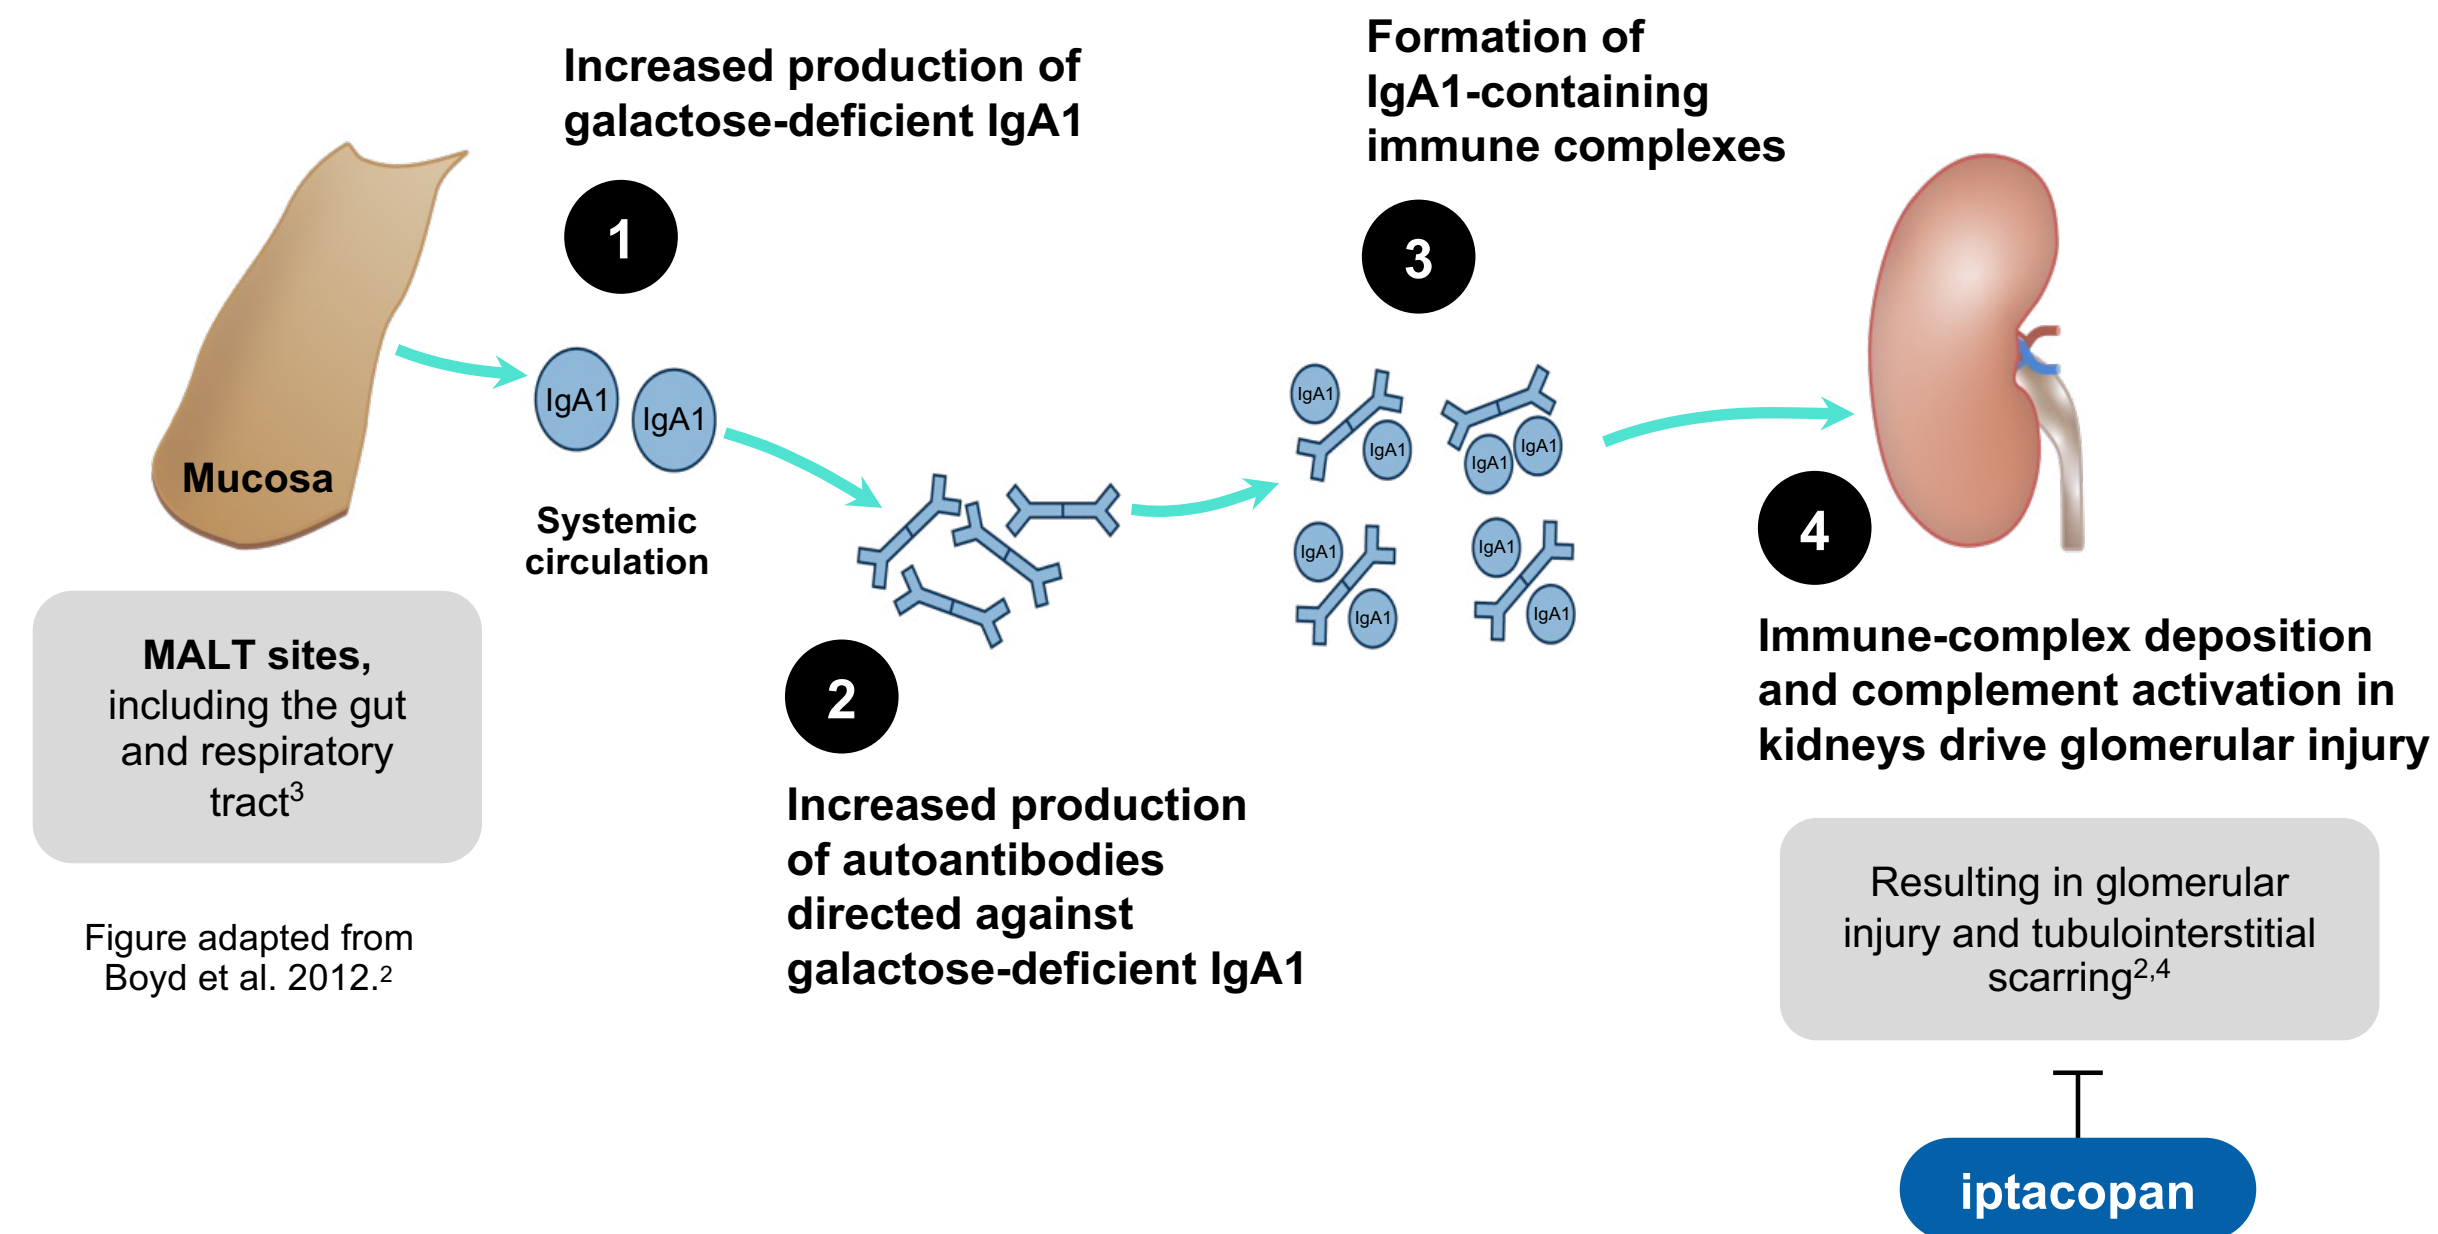 Increased production of
galactose-deficient IgA1
1
Formation of
IgA1-containing
immune complexes
3
Mucosa
IgA1
IgA1
Systemic
circulation
IgA1
IgA1
IgA1
IgA1
IgA1
IgA1
IgA1
IgA1
MALT sites,
including the gut
and respiratory
tract3
Figure adapted from
Boyd et al. 2012.2
2
Increased production
of autoantibodies
directed against
galactose-deficient IgA1
4
Immune-complex deposition
and complement activation in
kidneys drive glomerular injury
Resulting in glomerular
injury and tubulointerstitial
scarring2,4
iptacopan